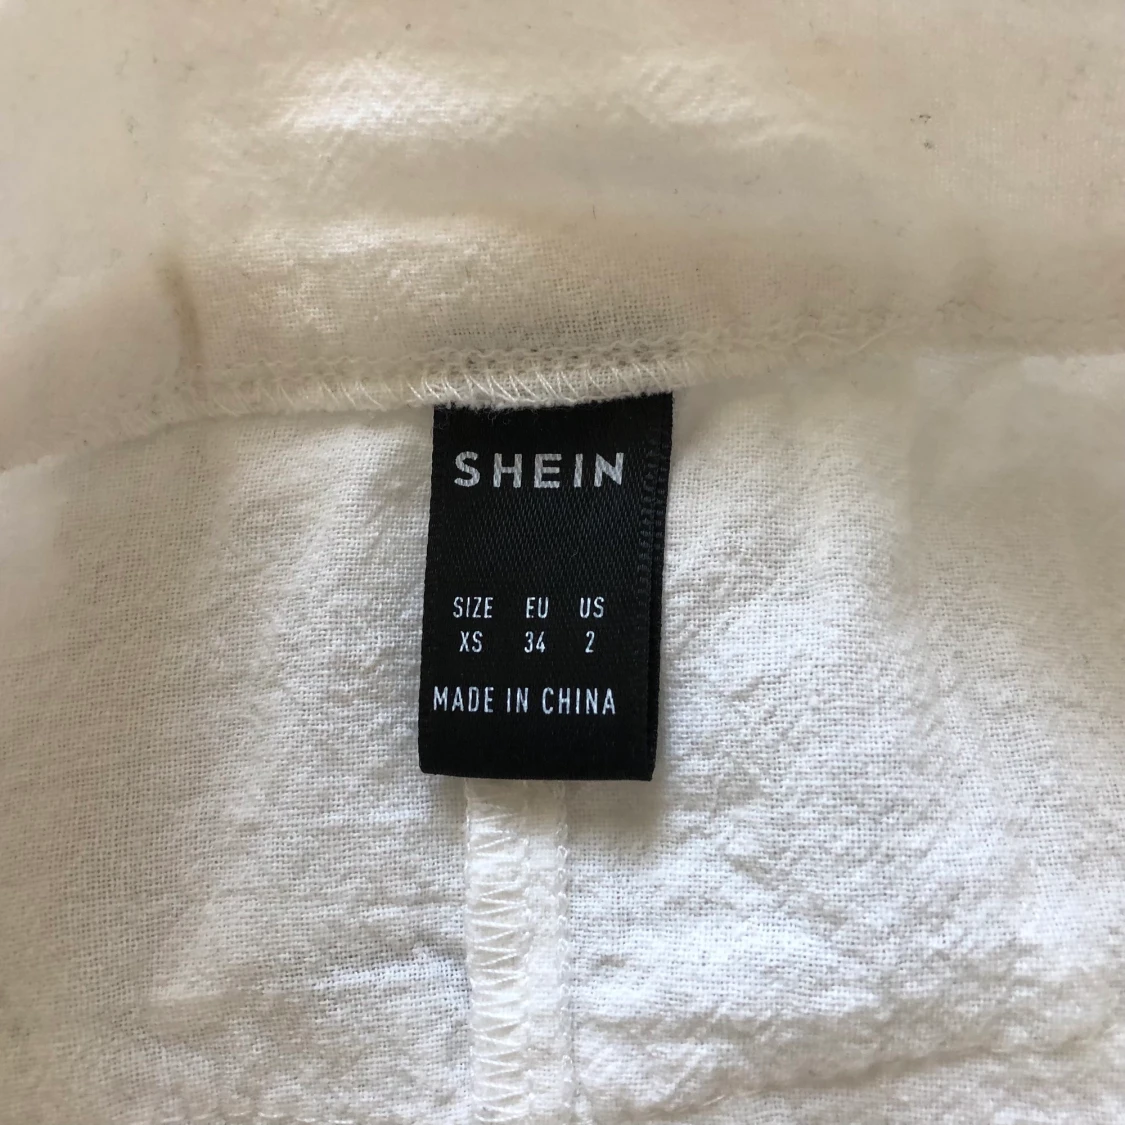 SHEIN
SIZE EU US
XS 34 2
MADE IN CHINA